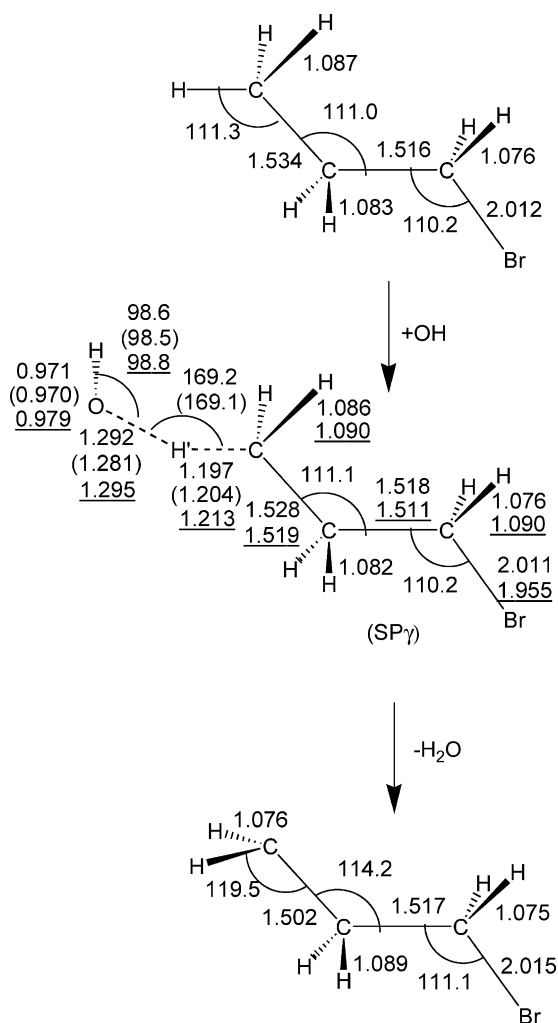 H H
H C 1.087
111.3 111.0 H H
1.534 1.516 1.076
C C
H 1.083 110.2 2.012
H
Br
+OH
98.6
(98.5)
98.8
0.971 H
(0.970)
0.979 O
169.2
(169.1)
H H
1.086
1.090
1.292 H' C
(1.281)
1.295
1.197
(1.204)
1.213
111.1
1.528
1.519
1.518
1.511
H H
1.076
1.090
C C
H 1.082 110.2
H
2.011
1.955
Br
(SPγ)
-H2O
1.076
H C
H
119.5 114.2
1.502 1.517
H H
1.075
C C
H 1.089 111.1 2.015
H
Br